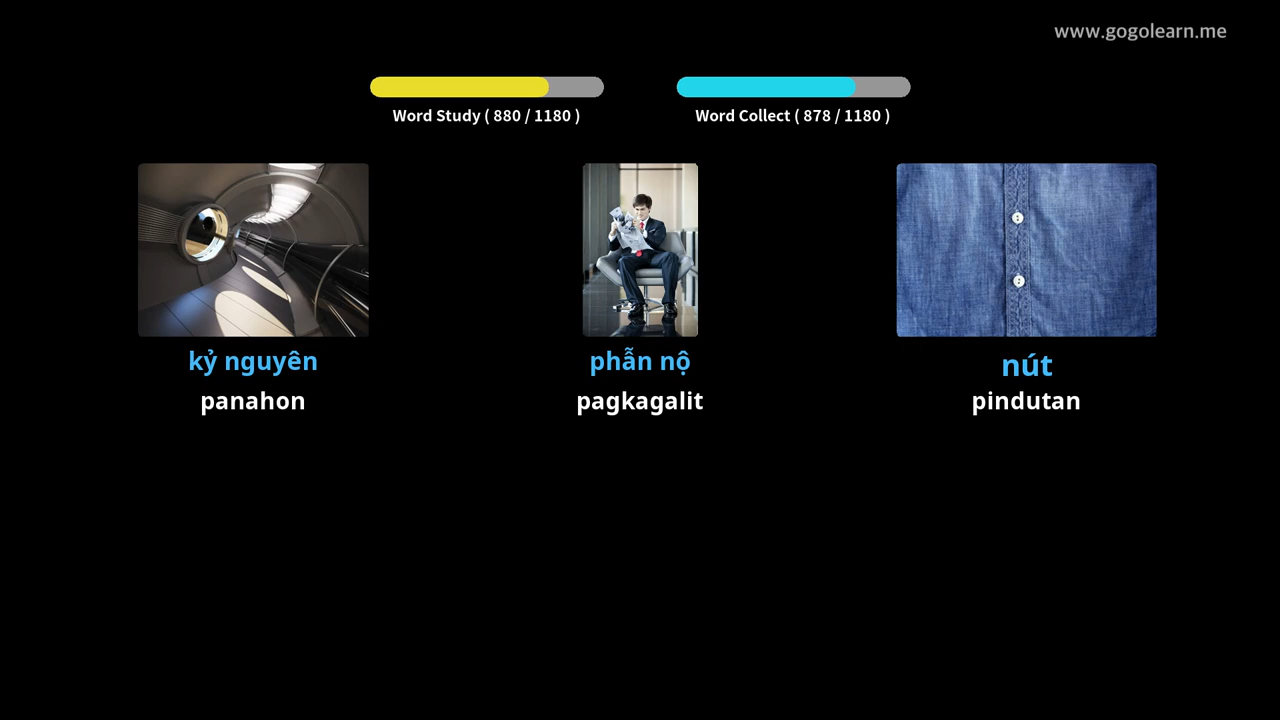 www.gogolearn.me
Word Study ( 880 / 1180 )
Word Collect ( 878 / 1180 )
kỷ nguyên
panahon
phẫn nộ
pagkagalit
nút
pindutan